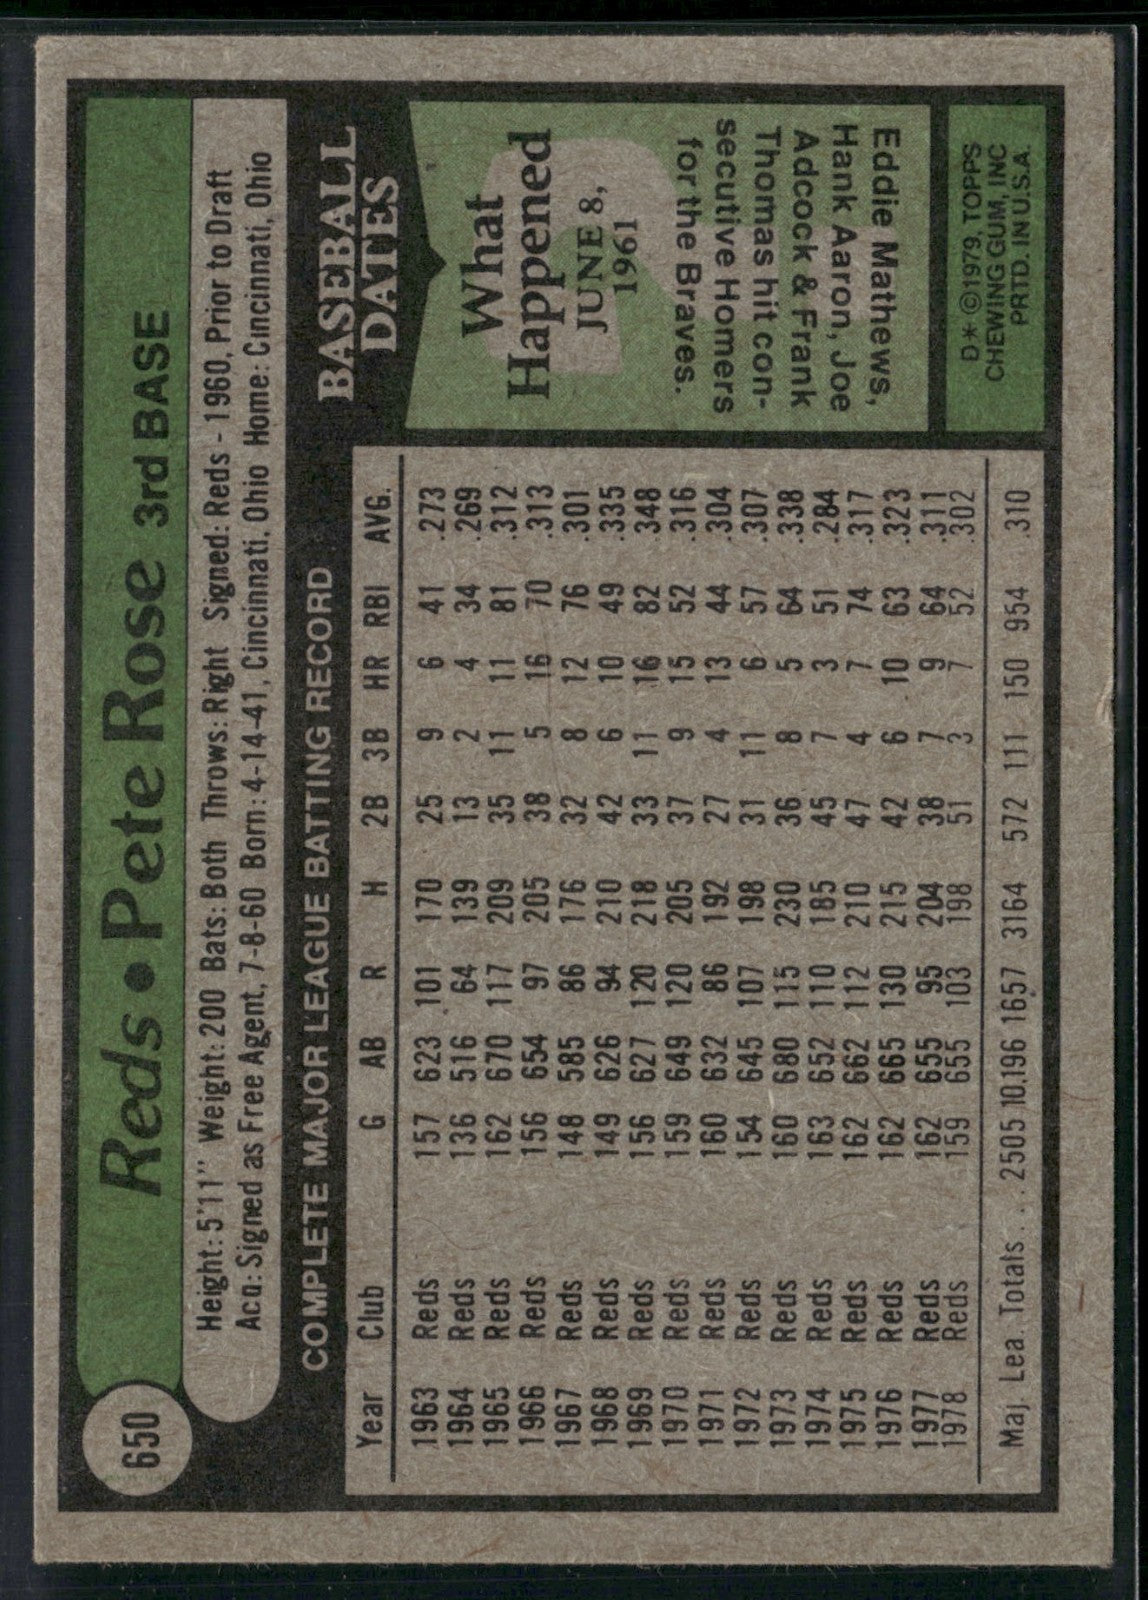 650
Reds • Pete Rose 3rd BASE
Height: 5'11" Weight: 200 Bats: Both Throws: Right Signed: Reds - 1960, Prior to Draft
Acq: Signed as Free Agent, 7-8-60 Born: 4-14-41, Cincinnati, Ohio Home: Cincinnati, Ohio
COMPLETE MAJOR LEAGUE BATTING RECORD
Year Club G AB R H 2B 3B HR RBI AVG.
1963 Reds 157 623 101 170 25 9 6 41 .273
1964 Reds 136 516 64 139 13 2 4 34 .269
1965 Reds 162 670 117 209 35 11 11 81 .312
1966 Reds 156 654 97 205 38 5 16 70 .313
1967 Reds 148 585 86 176 32 8 12 76 .301
1968 Reds 149 626 94 210 42 6 10 49 .335
1969 Reds 156 627 120 218 33 11 16 82 .348
1970 Reds 159 649 120 205 37 9 15 52 .316
1971 Reds 160 632 86 192 27 4 13 44 .304
1972 Reds 154 645 107 198 31 11 6 57 .307
1973 Reds 160 680 115 230 36 8 5 64 .338
1974 Reds 163 652 110 185 45 7 3 51 .284
1975 Reds 162 662 112 210 47 4 7 74 .317
1976 Reds 162 665 130 215 42 6 10 63 .323
1977 Reds 162 655 95 204 38 7 9 64 .311
1978 Reds 159 655 103 198 51 3 7 52 .302
Maj. Lea. Totals . . . 2505 10,196 1657 3164 572 111 150 954 .310
BASEBALL
DATES
What
Happened
JUNE 8,
1961
Eddie Mathews,
Hank Aaron, Joe
Adcock & Frank
Thomas hit con-
secutive Homers
for the Braves.
D* ©1979, TOPPS
CHEWING GUM, INC
PRTD. IN U.S.A.